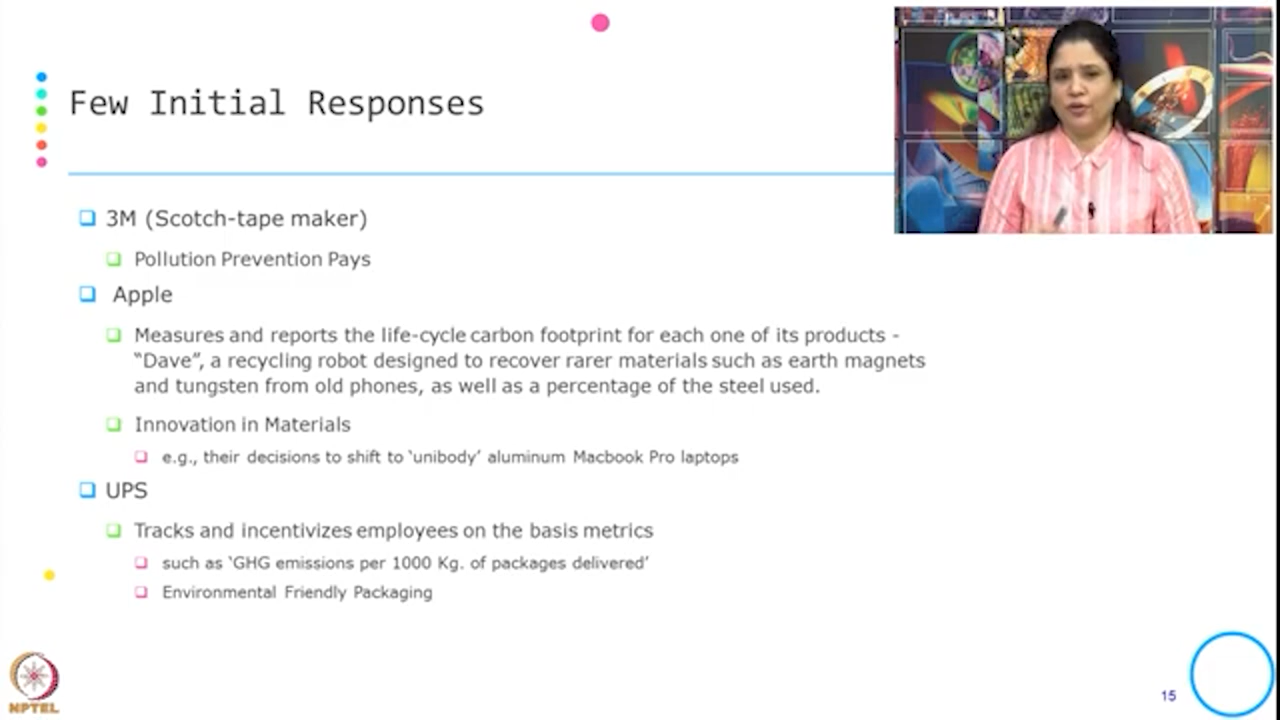 Few Initial Responses
3M (Scotch-tape maker)
Pollution Prevention Pays
Apple
Measures and reports the life-cycle carbon footprint for each one of its products -
“Dave”, a recycling robot designed to recover rarer materials such as earth magnets
and tungsten from old phones, as well as a percentage of the steel used.
Innovation in Materials
e.g., their decisions to shift to ‘unibody’ aluminum Macbook Pro laptops
UPS
Tracks and incentivizes employees on the basis metrics
such as ‘GHG emissions per 1000 Kg. of packages delivered’
Environmental Friendly Packaging
NPTEL
15